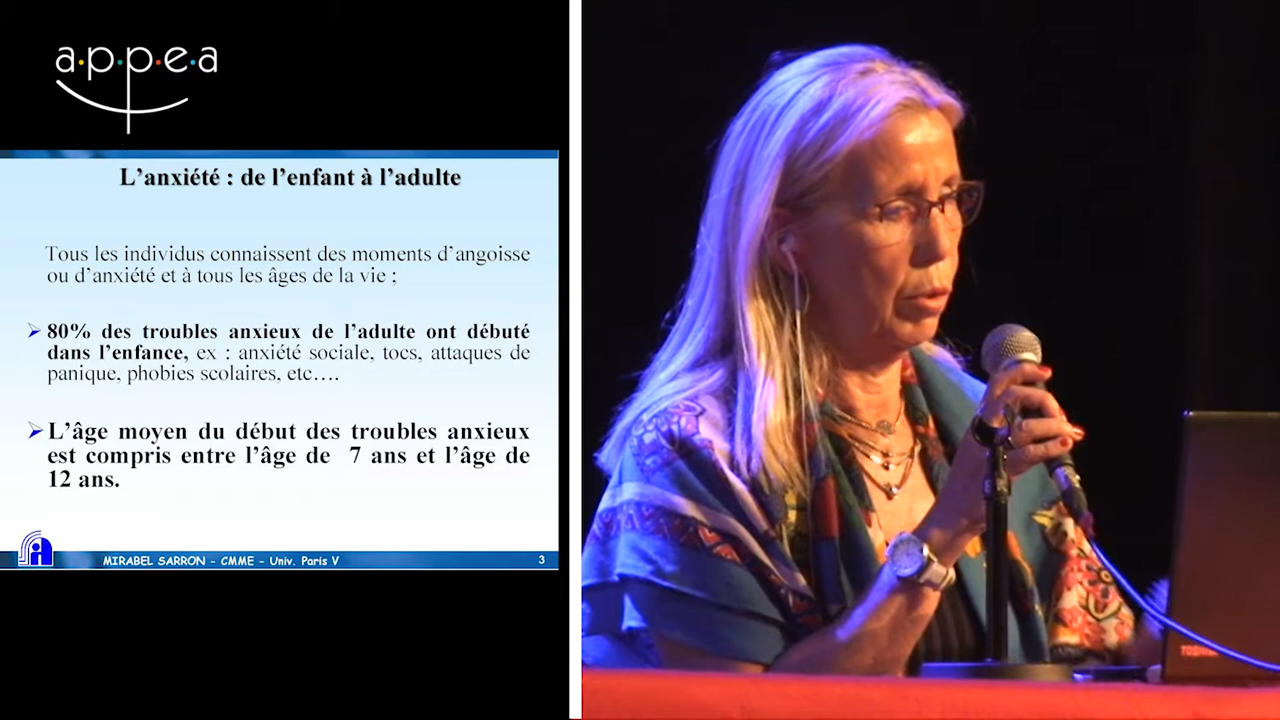 a·p·p·e·a
L'anxiété : de l'enfant à l'adulte
Tous les individus connaissent des moments d'angoisse
ou d'anxiété et à tous les âges de la vie ;
80% des troubles anxieux de l'adulte ont débuté
dans l'enfance, ex : anxiété sociale, tocs, attaques de
panique, phobies scolaires, etc….
L'âge moyen du début des troubles anxieux
est compris entre l'âge de 7 ans et l'âge de
12 ans.
MIRABEL SARRON - CMME - Univ. Paris V 3